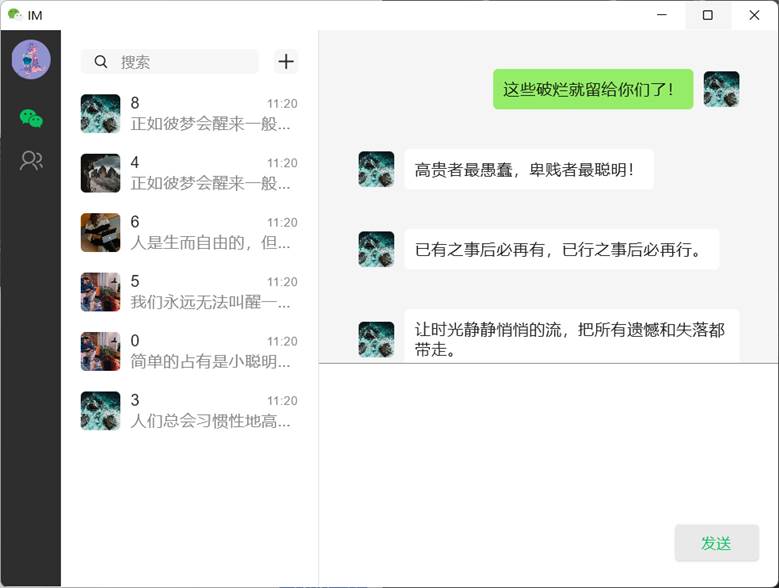 IM
搜索
8
11:20
正如彼梦会醒来一般...
4
11:20
正如彼梦会醒来一般...
6
11:20
人是生而自由的，但...
5
11:20
我们永远无法叫醒一...
0
11:20
简单的占有是小聪明...
3
11:20
人们总会习惯性地高...
这些破烂就留给你们了！
高贵者最愚蠢，卑贱者最聪明！
已有之事后必再有，已行之事后必再行。
让时光静静悄悄的流，把所有遗憾和失落都
带走。
发送